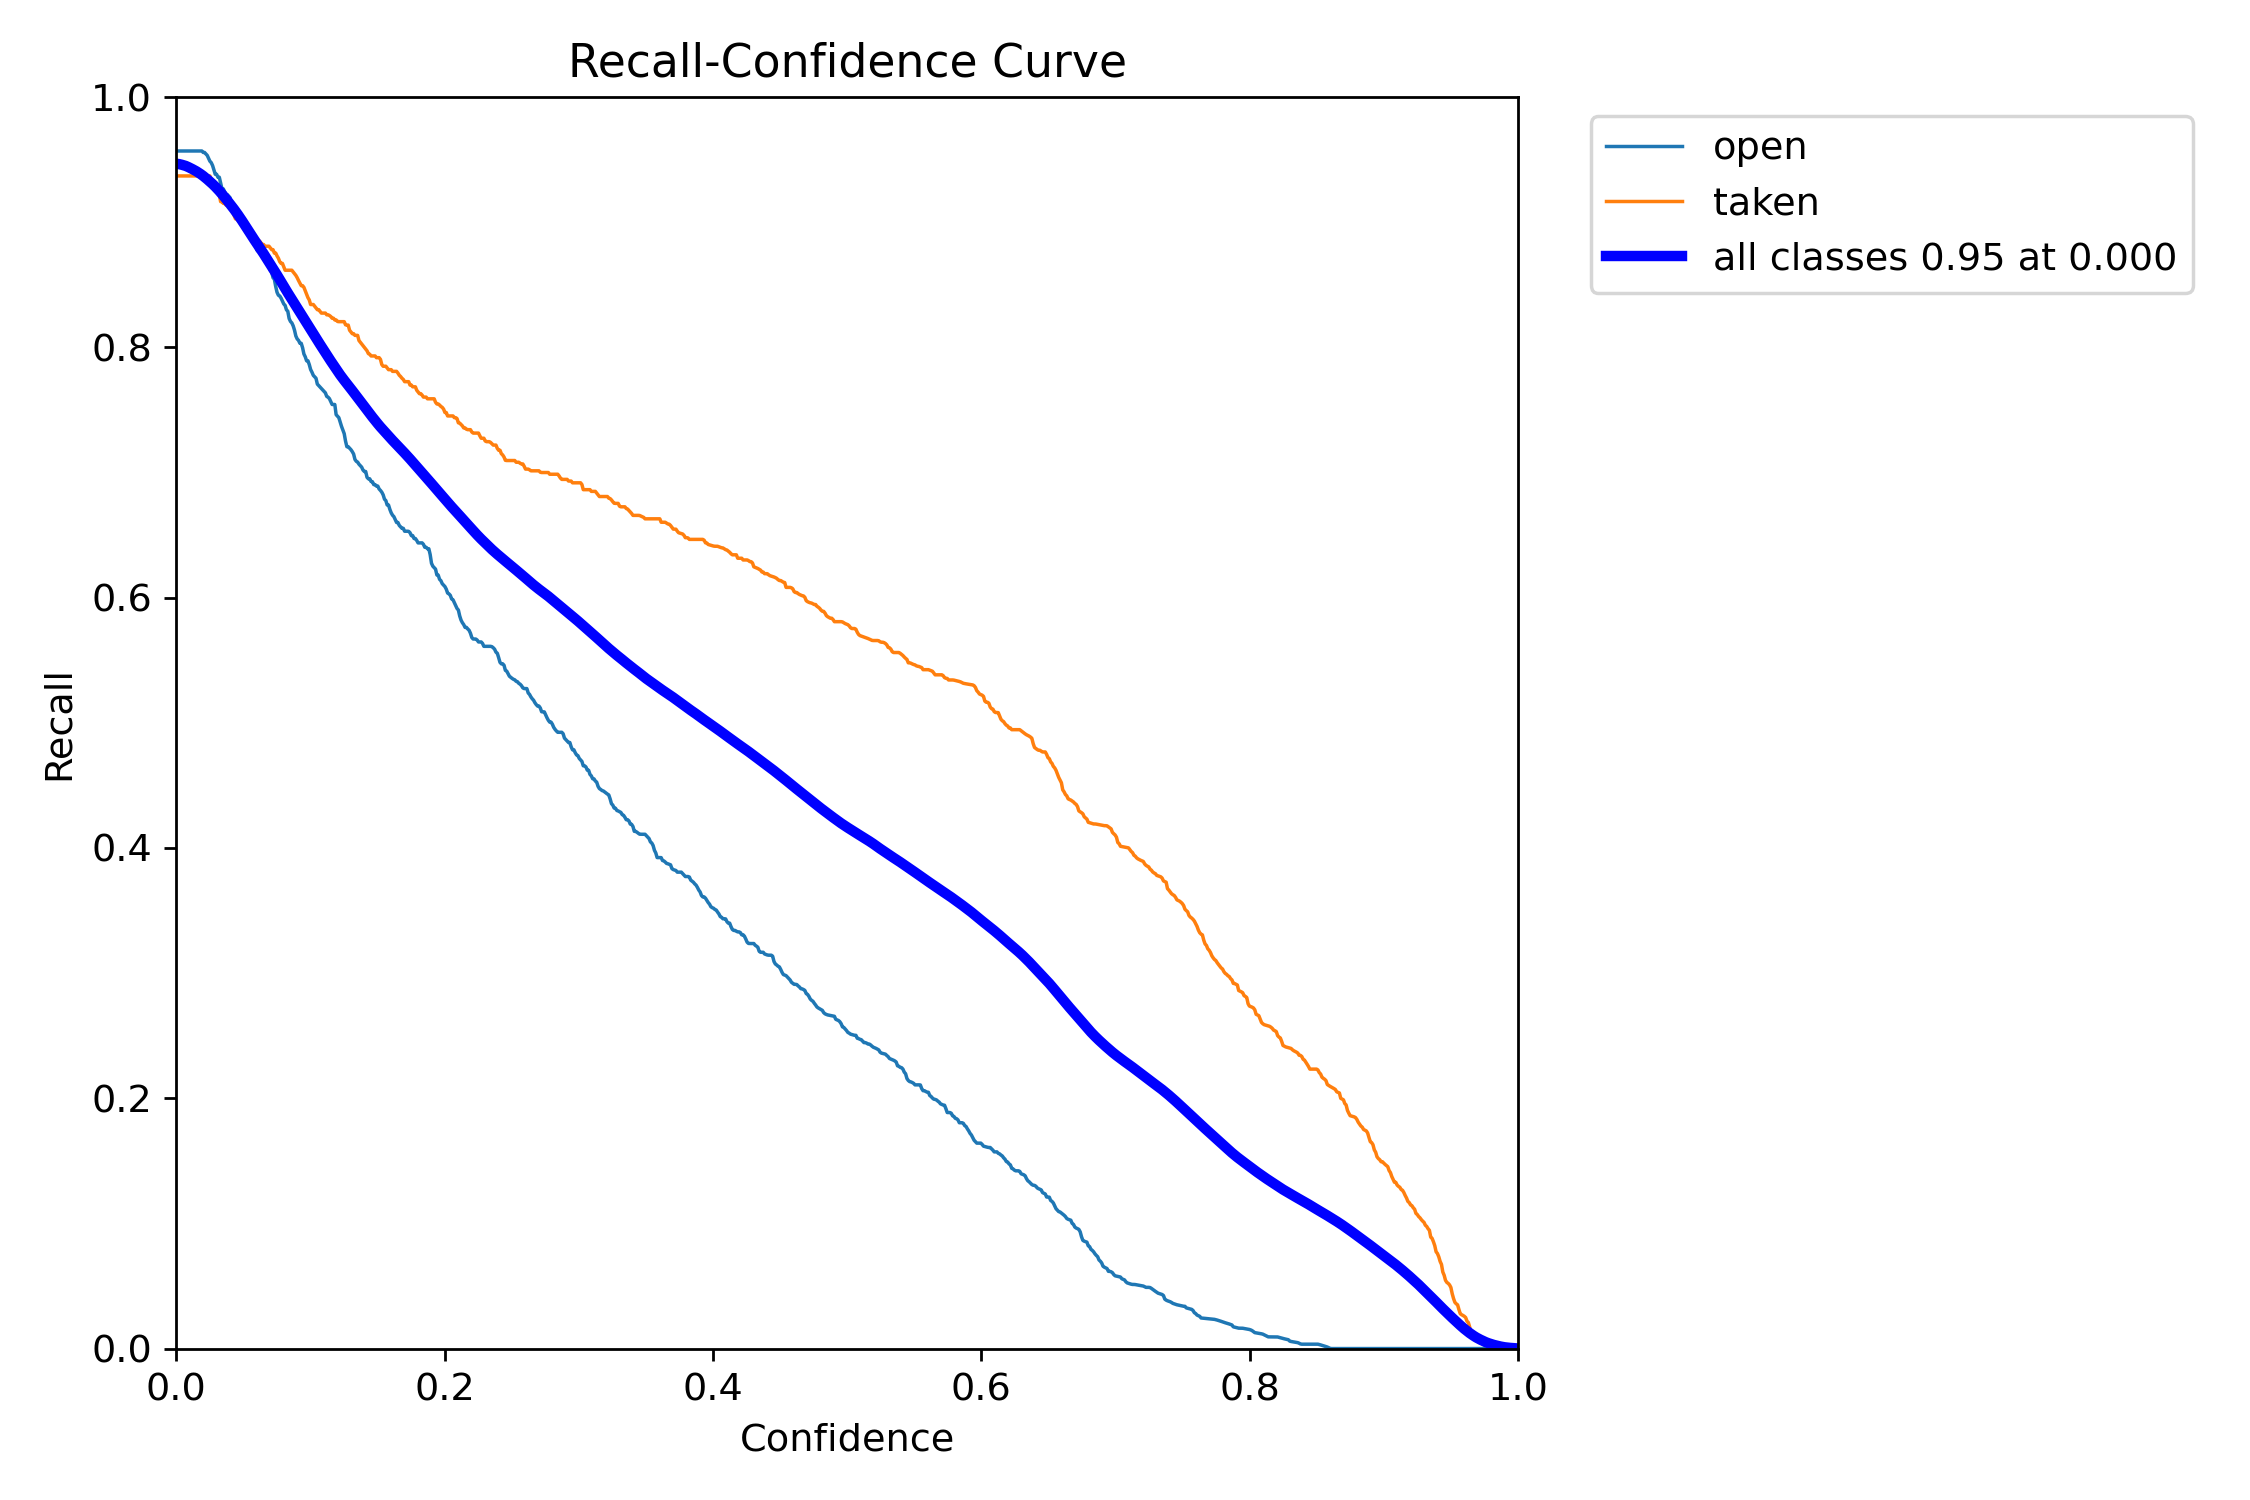 Recall-Confidence Curve
1.0
0.8
0.6
0.4
0.2
0.0
Recall
0.0 0.2 0.4 0.6 0.8 1.0
Confidence
open
taken
all classes 0.95 at 0.000